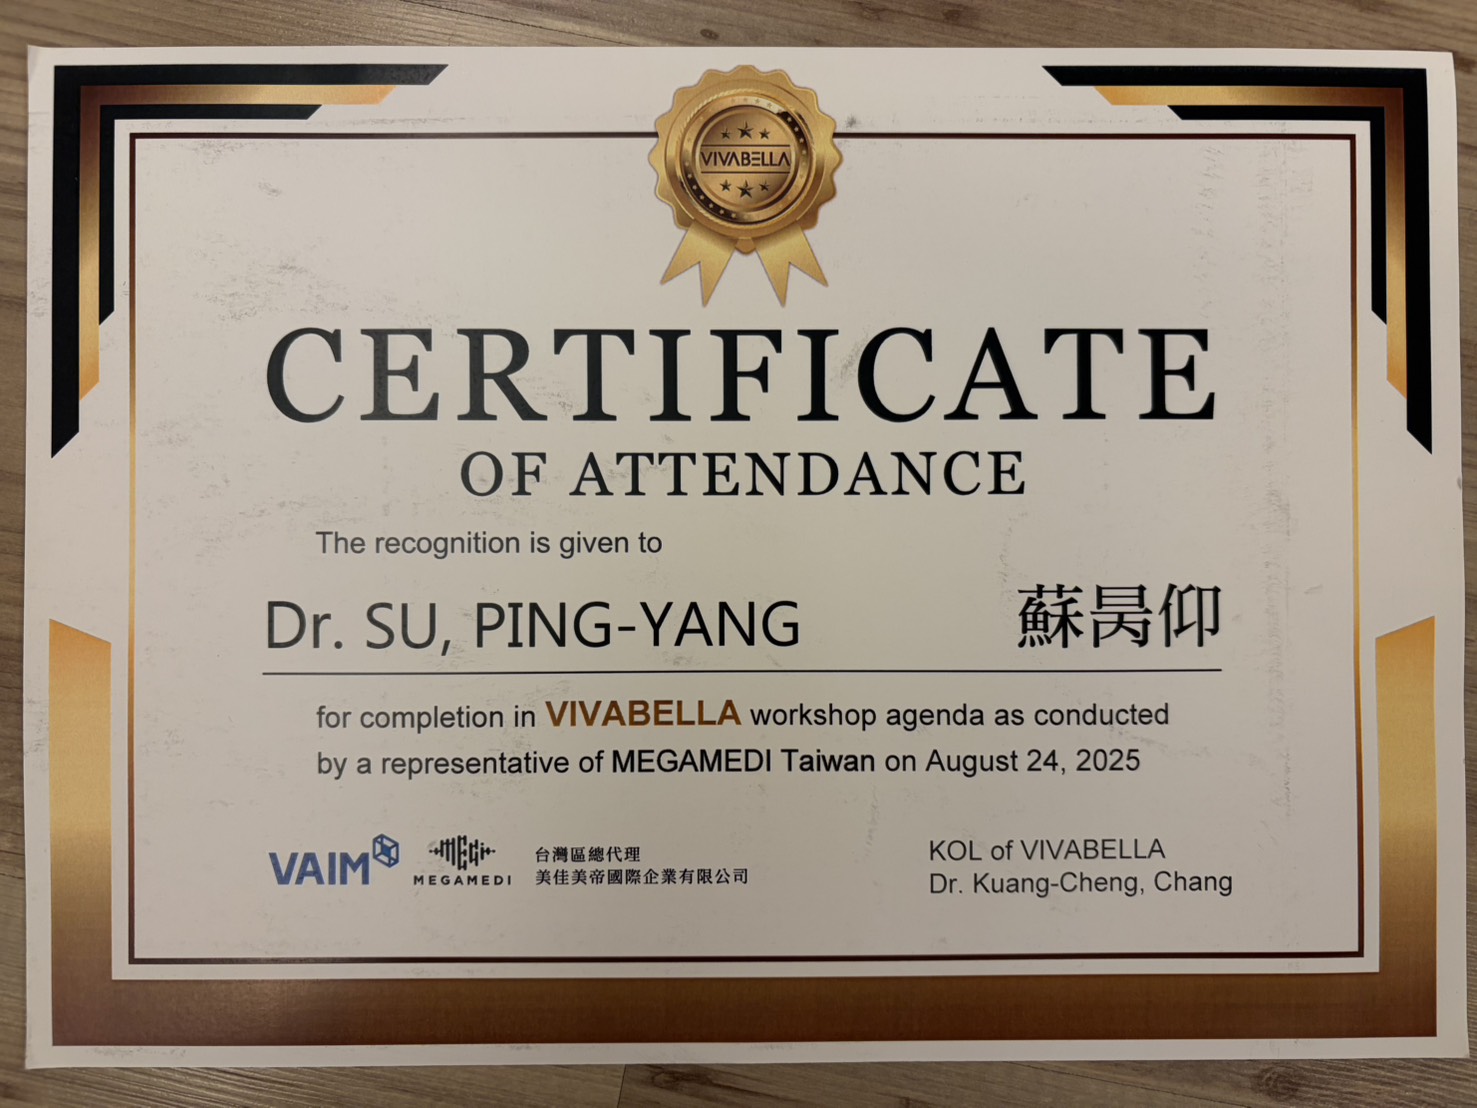 VIVABELLA
CERTIFICATE
OF ATTENDANCE
The recognition is given to
Dr. SU, PING-YANG 蘇昺仰
for completion in VIVABELLA workshop agenda as conducted
by a representative of MEGAMEDI Taiwan on August 24, 2025
VAIM
MEGi
MEGAMEDI
台灣區總代理
美佳美帝國際企業有限公司
KOL of VIVABELLA
Dr. Kuang-Cheng, Chang